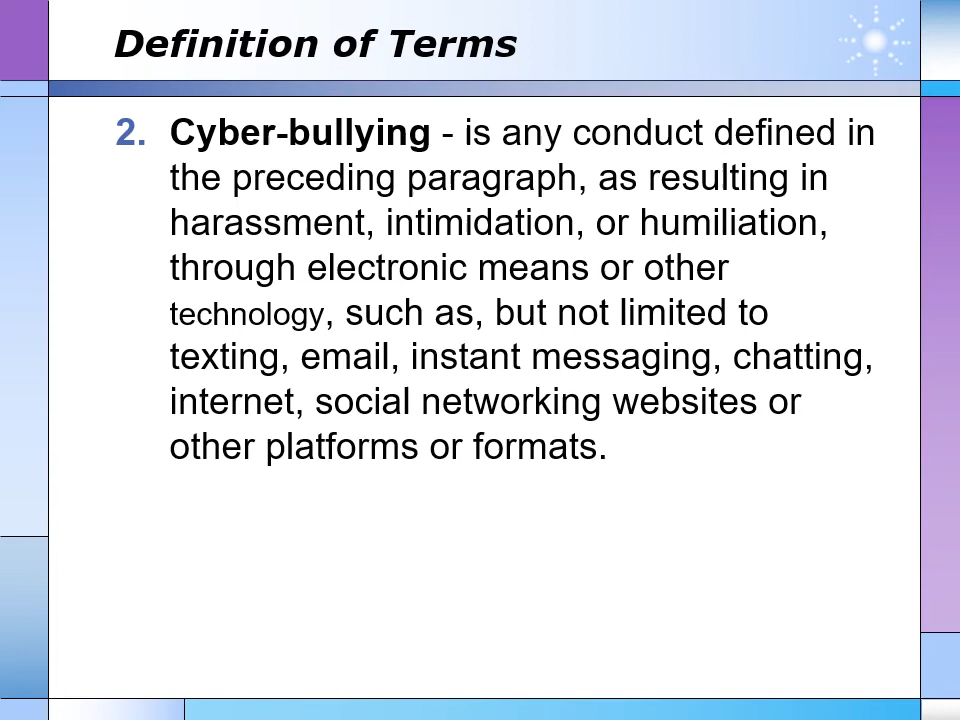 Definition of Terms
2. Cyber-bullying - is any conduct defined in
the preceding paragraph, as resulting in
harassment, intimidation, or humiliation,
through electronic means or other
technology, such as, but not limited to
texting, email, instant messaging, chatting,
internet, social networking websites or
other platforms or formats.